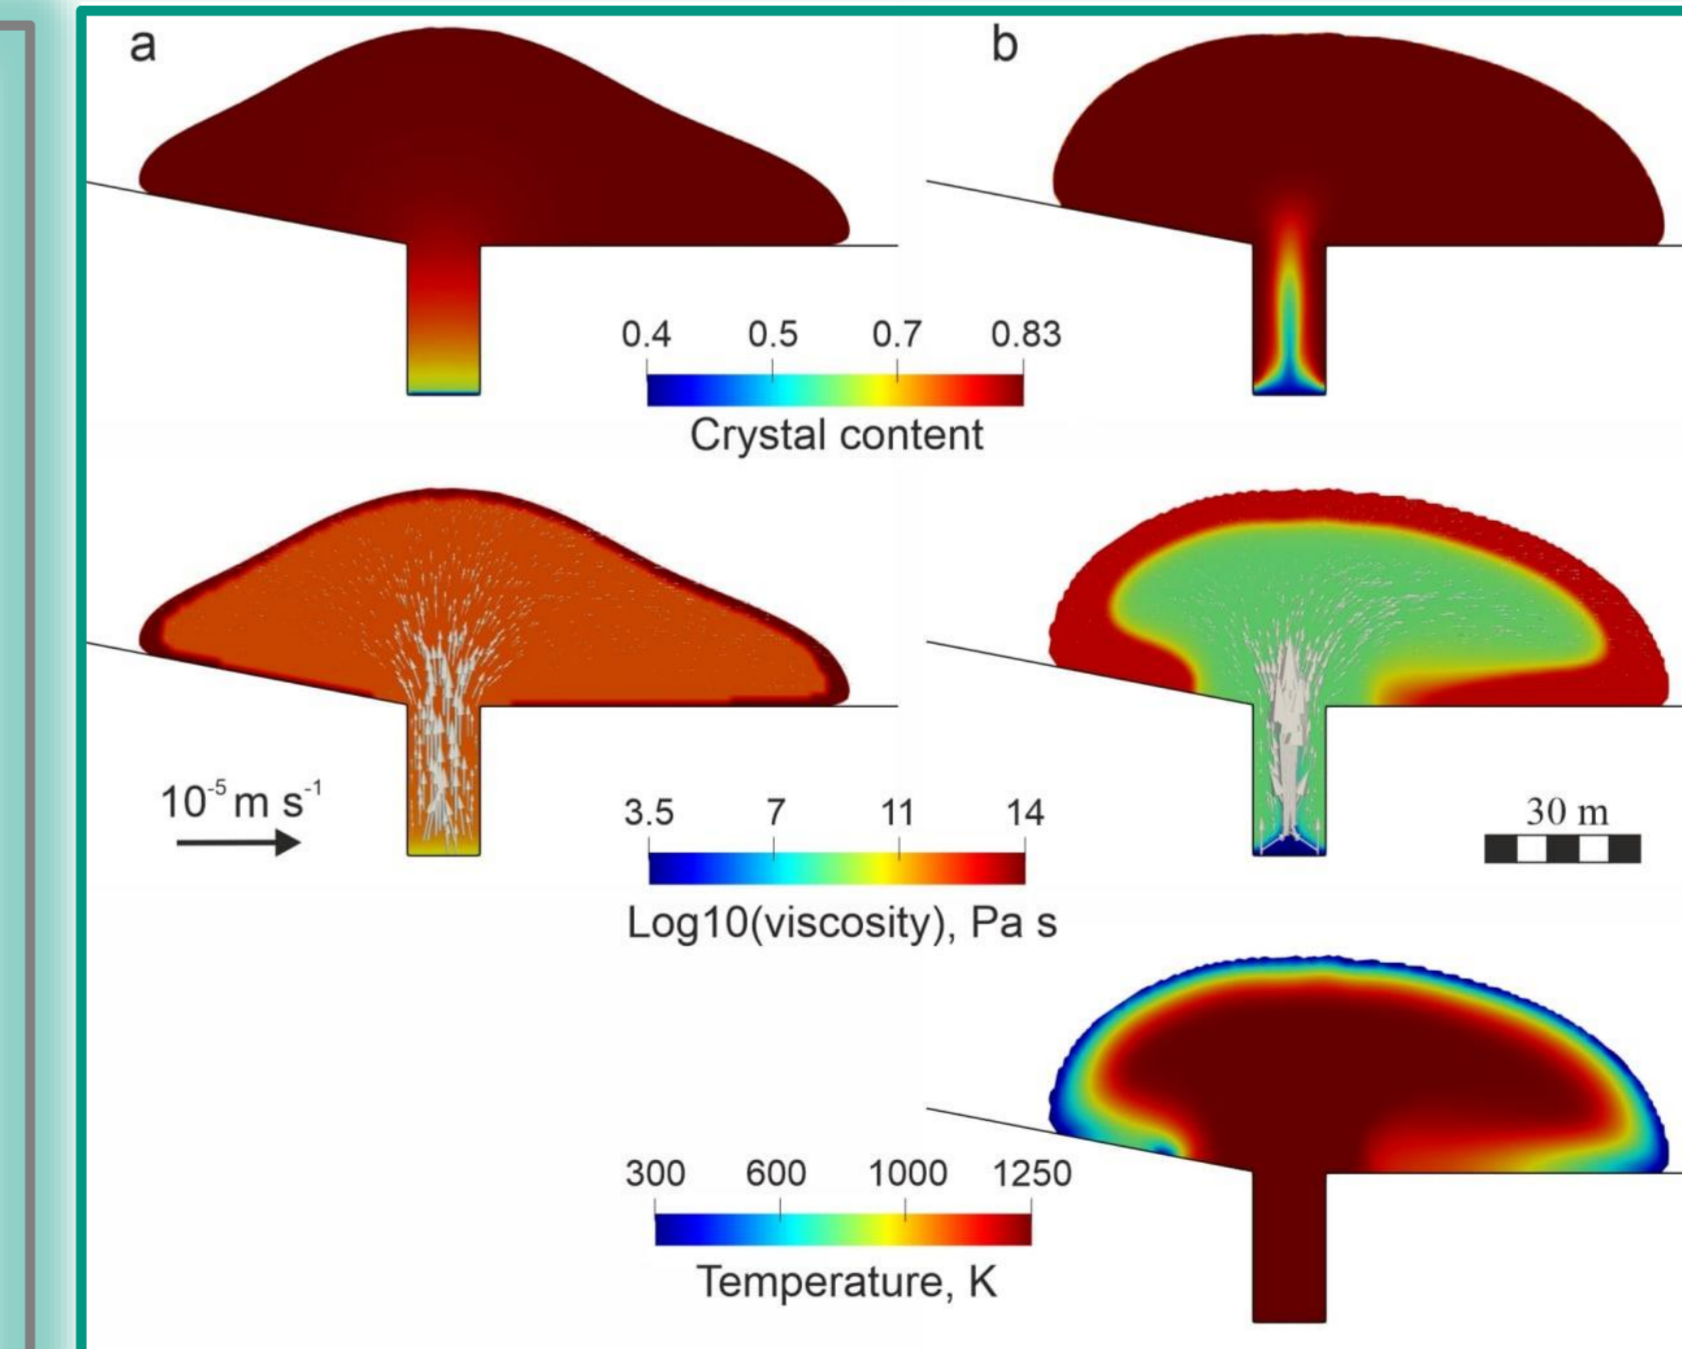 a
b
0.4 0.5 0.7 0.83
Crystal content
10⁻⁵ m s⁻¹
3.5 7 11 14
30 m
Log10(viscosity), Pa s
300 600 1000 1250
Temperature, K